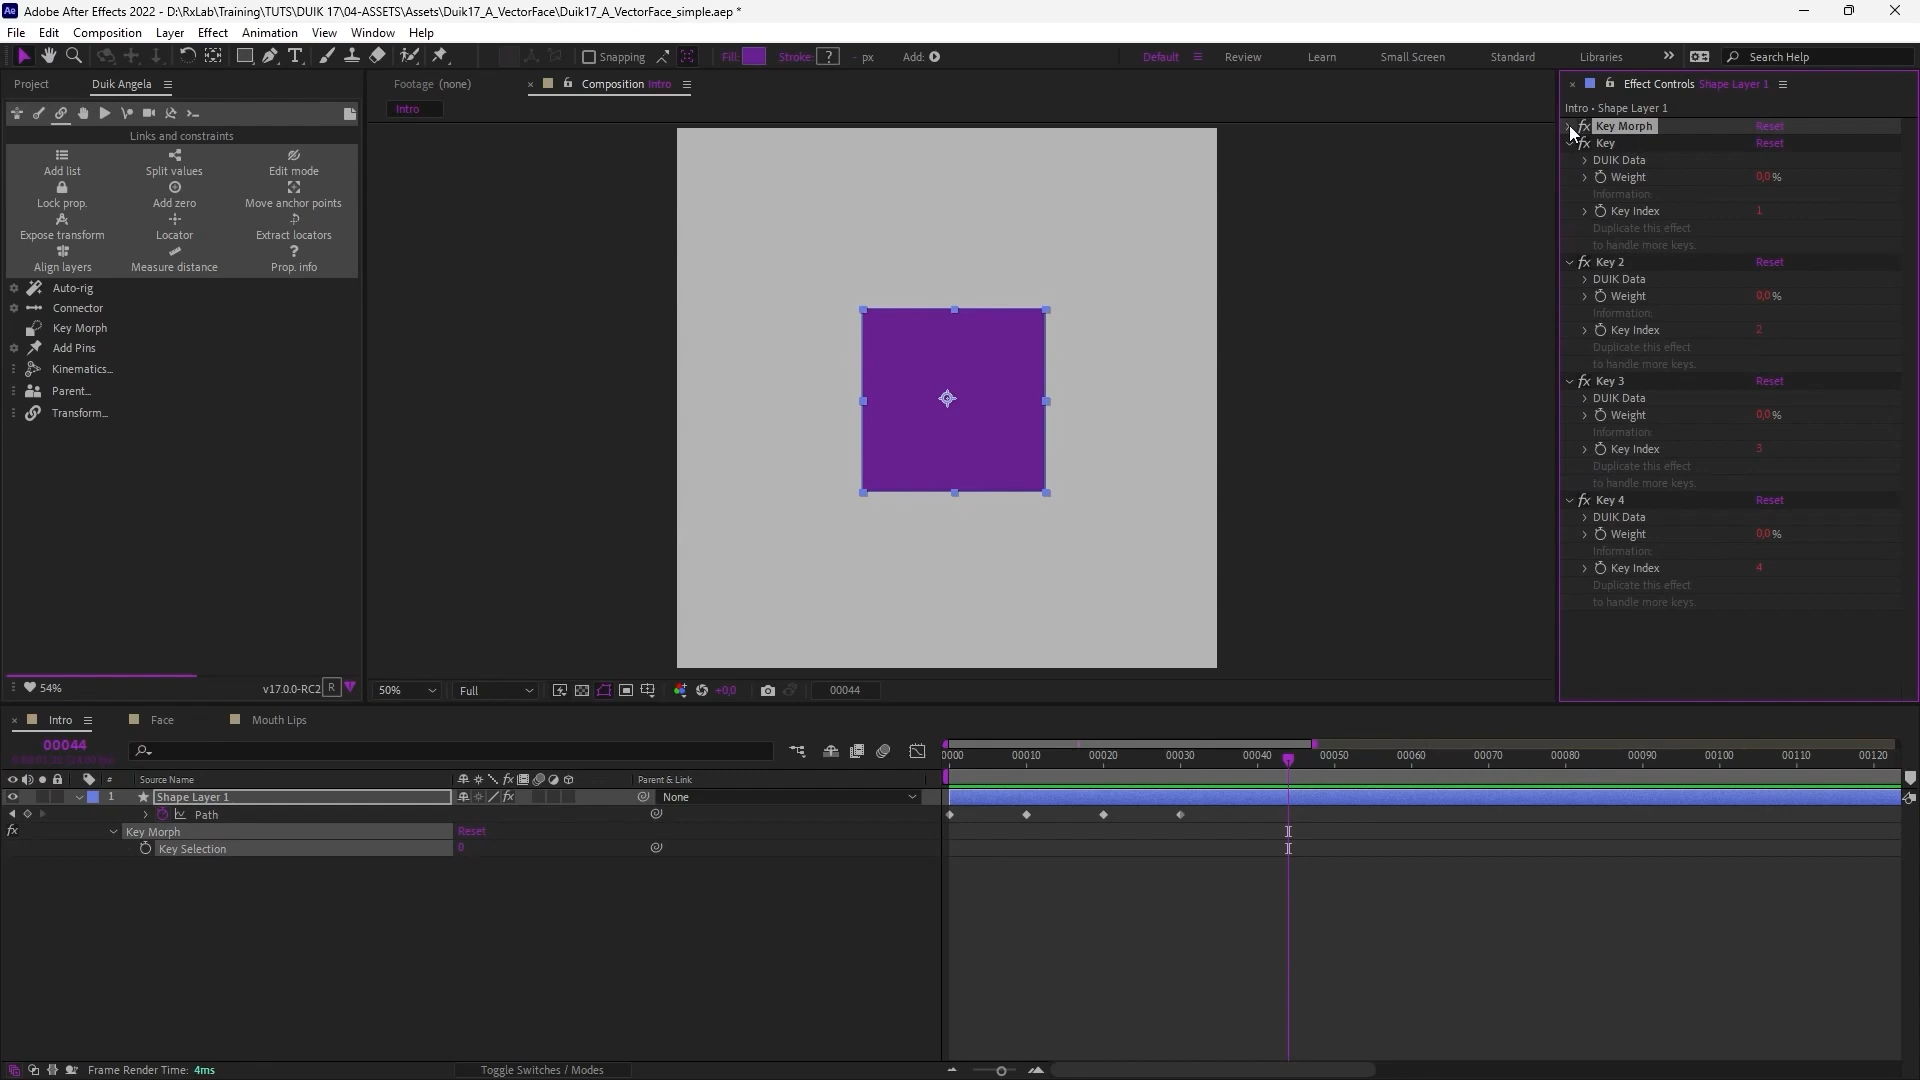 Adobe After Effects 2022 - D:\RxLab\Training\TUTS\DUIK 17\04-ASSETS\Assets\Duik17_A_VectorFace\Duik17_A_VectorFace_simple.aep *
File Edit Composition Layer Effect Animation View Window Help
Snapping Fill: Stroke: ? - px Add: Default Review Learn Small Screen Standard Libraries Search Help
Project Duik Angela
Footage (none) Composition Intro
Intro
Links and constraints
Add list Split values Edit mode
Lock prop. Add zero Move anchor points
Expose transform Locator Extract locators
Align layers Measure distance Prop. info
Auto-rig
Connector
Key Morph
Add Pins
Kinematics...
Parent...
Transform...
54% v17.0.0-RC2 R
50% Full +0,0 00044
Effect Controls Shape Layer 1
Intro • Shape Layer 1
fx Key Morph Reset
fx Key Reset
DUIK Data
Weight 0,0 %
Information:
Key Index 1
Duplicate this effect
to handle more keys.
fx Key 2 Reset
DUIK Data
Weight 0,0 %
Information:
Key Index 2
Duplicate this effect
to handle more keys.
fx Key 3 Reset
DUIK Data
Weight 0,0 %
Information:
Key Index 3
Duplicate this effect
to handle more keys.
fx Key 4 Reset
DUIK Data
Weight 0,0 %
Information:
Key Index 4
Duplicate this effect
to handle more keys.
Intro Face Mouth Lips
00044
0000 00010 00020 00030 00040 00050 00060 00070 00080 00090 00100 00110 00120
# Source Name fx Parent & Link
1 Shape Layer 1 fx None
Path
fx Key Morph Reset
Key Selection 0
Frame Render Time: 4ms Toggle Switches / Modes